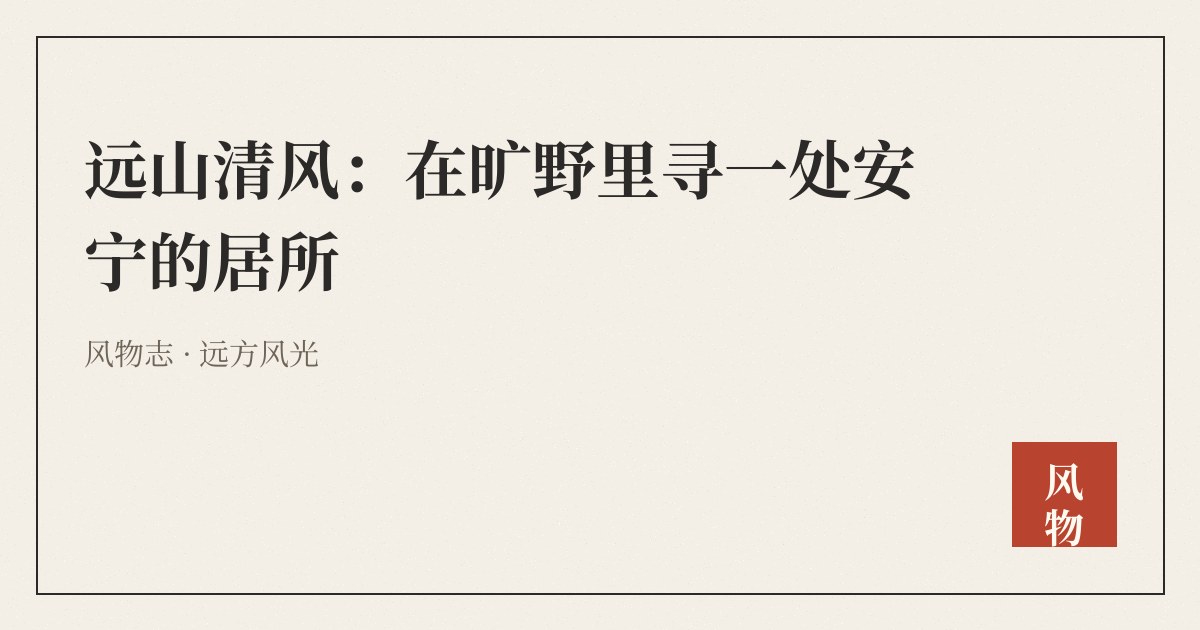 远山清风：在旷野里寻一处安
宁的居所
风物志 · 远方风光
风
物